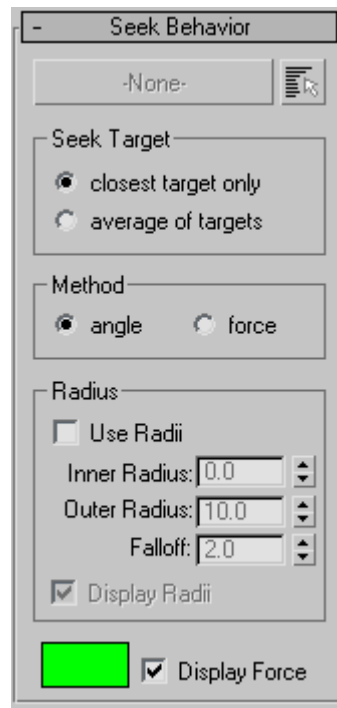 - Seek Behavior
-None-
Seek Target
closest target only
average of targets
Method
angle force
Radius
Use Radii
Inner Radius: 0.0
Outer Radius: 10.0
Falloff: 2.0
Display Radii
Display Force